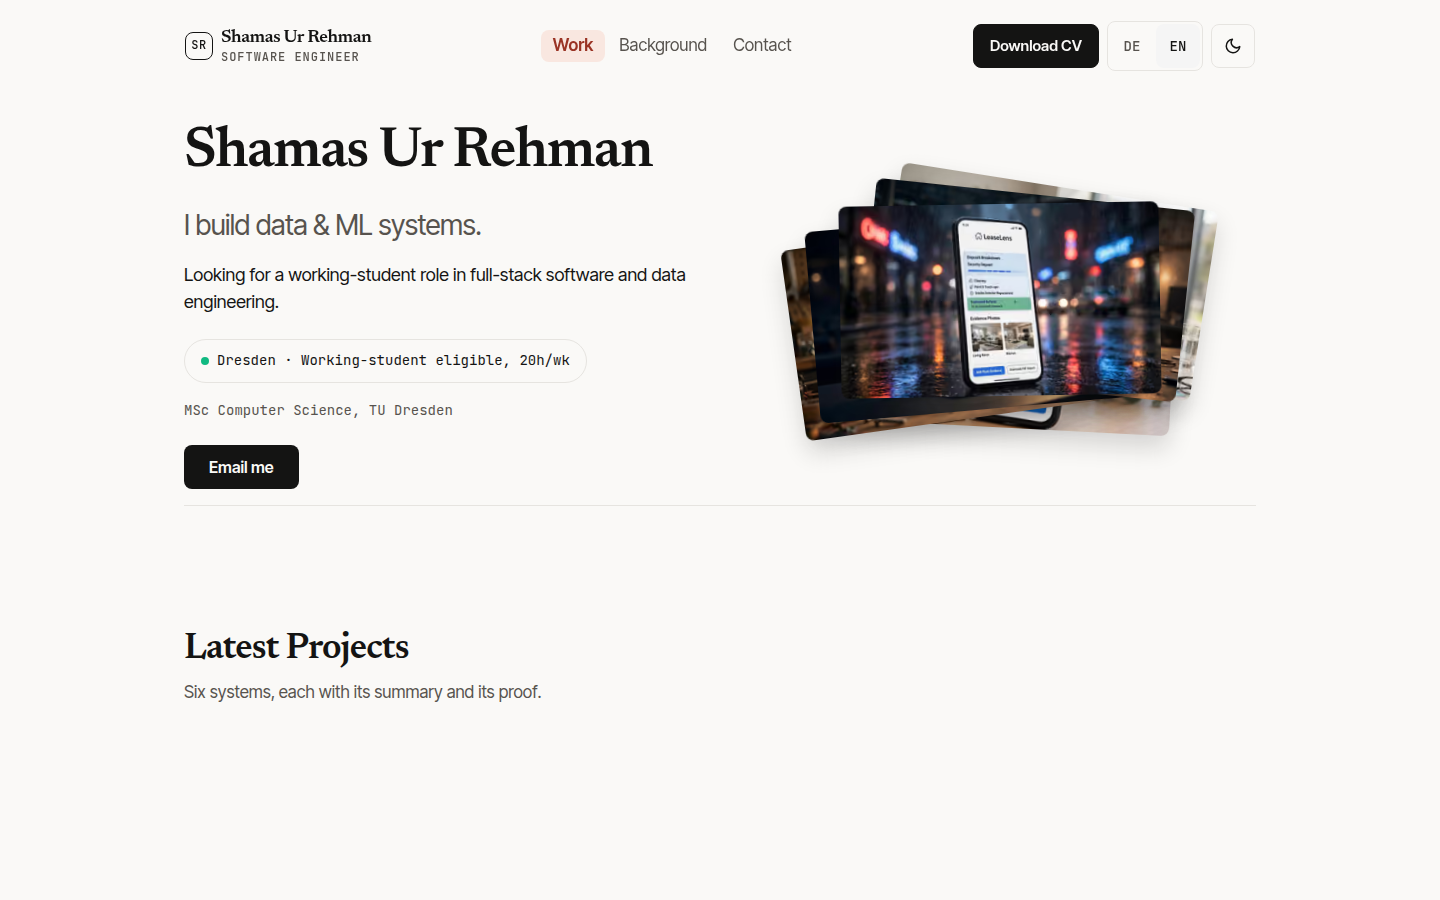 SR
Shamas Ur Rehman
SOFTWARE ENGINEER
Work
Background
Contact
Download CV
DE
EN
Shamas Ur Rehman
I build data & ML systems.
Looking for a working-student role in full-stack software and data
engineering.
Dresden · Working-student eligible, 20h/wk
MSc Computer Science, TU Dresden
Email me
LeaseLens
Evidence Photos
Latest Projects
Six systems, each with its summary and its proof.